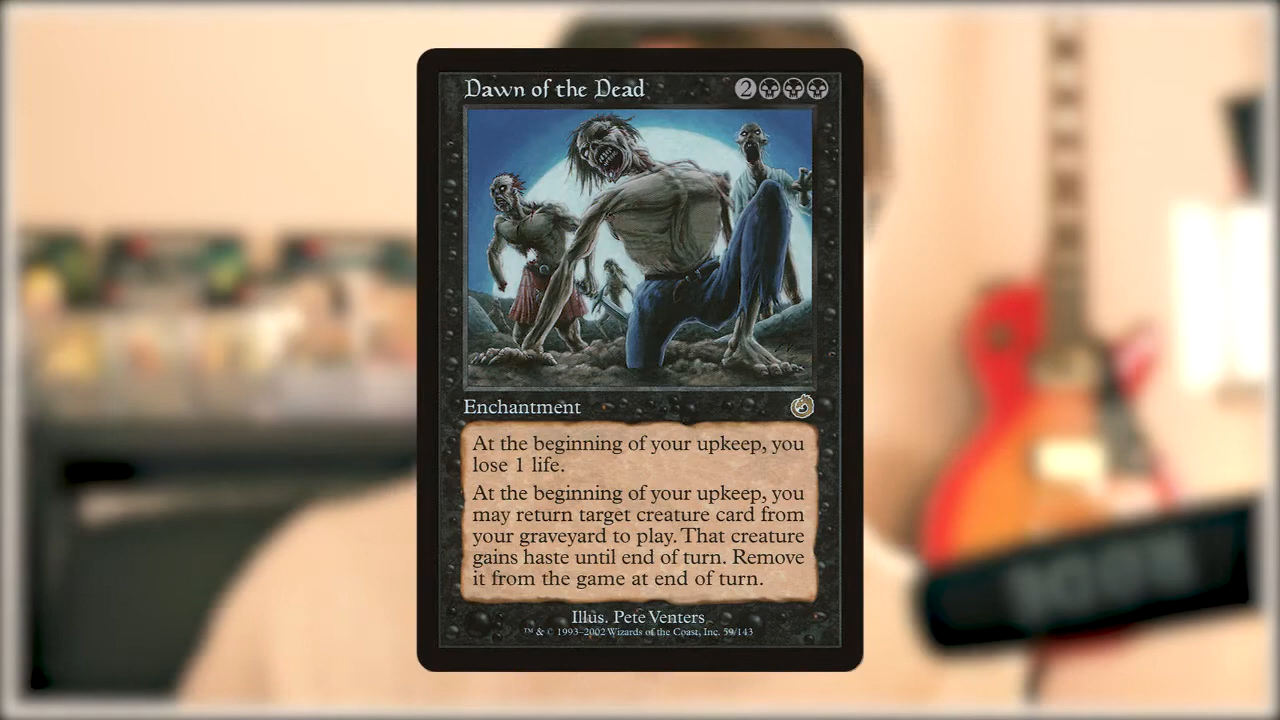 Dawn of the Dead 2
Enchantment
At the beginning of your upkeep, you
lose 1 life.
At the beginning of your upkeep, you
may return target creature card from
your graveyard to play. That creature
gains haste until end of turn. Remove
it from the game at end of turn.
Illus. Pete Venters
™ & © 1993–2002 Wizards of the Coast, Inc. 59/143